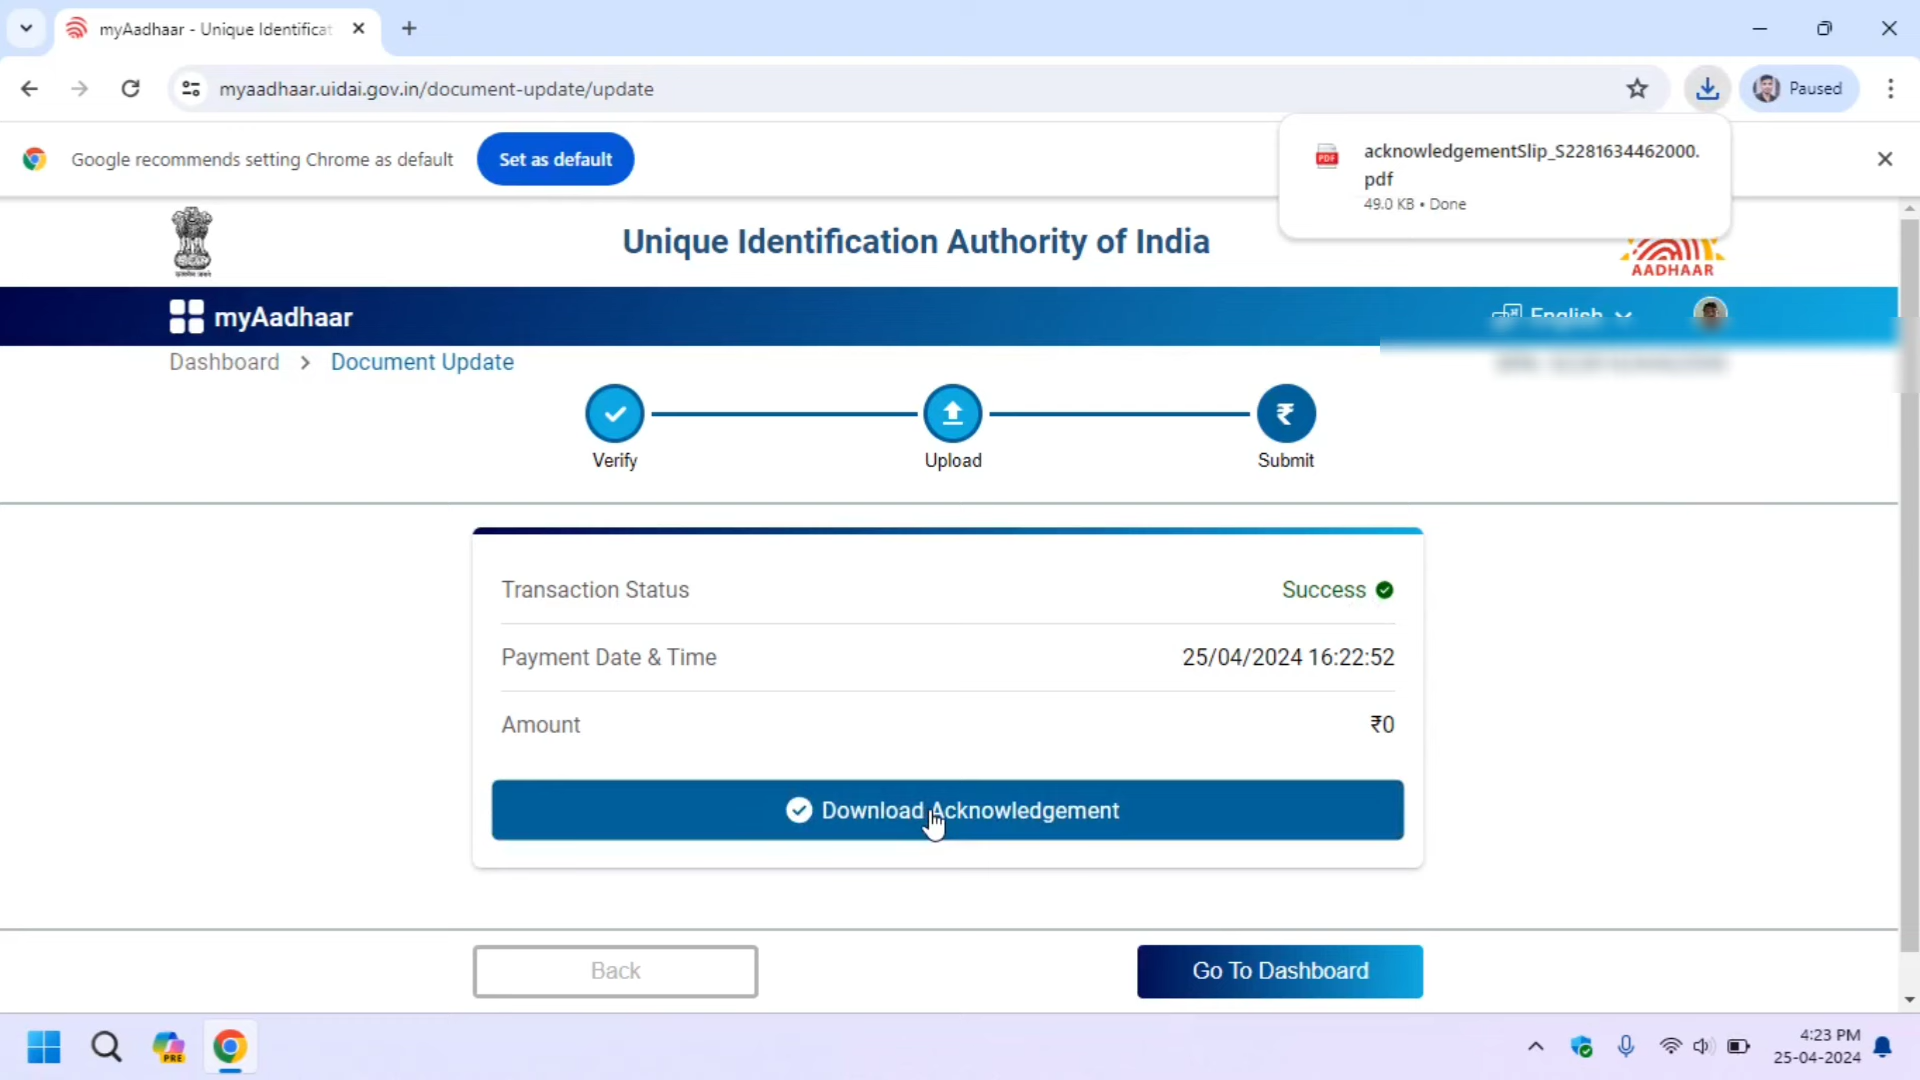 myAadhaar - Unique Identificat
myaadhaar.uidai.gov.in/document-update/update
Paused
Google recommends setting Chrome as default
Set as default
PDF
acknowledgementSlip_S2281634462000.
pdf
49.0 KB • Done
Unique Identification Authority of India
AADHAAR
myAadhaar
English
Dashboard > Document Update
Verify
Upload
Submit
Transaction Status Success
Payment Date & Time 25/04/2024 16:22:52
Amount ₹0
Download Acknowledgement
Back
Go To Dashboard
PRE
4:23 PM
25-04-2024